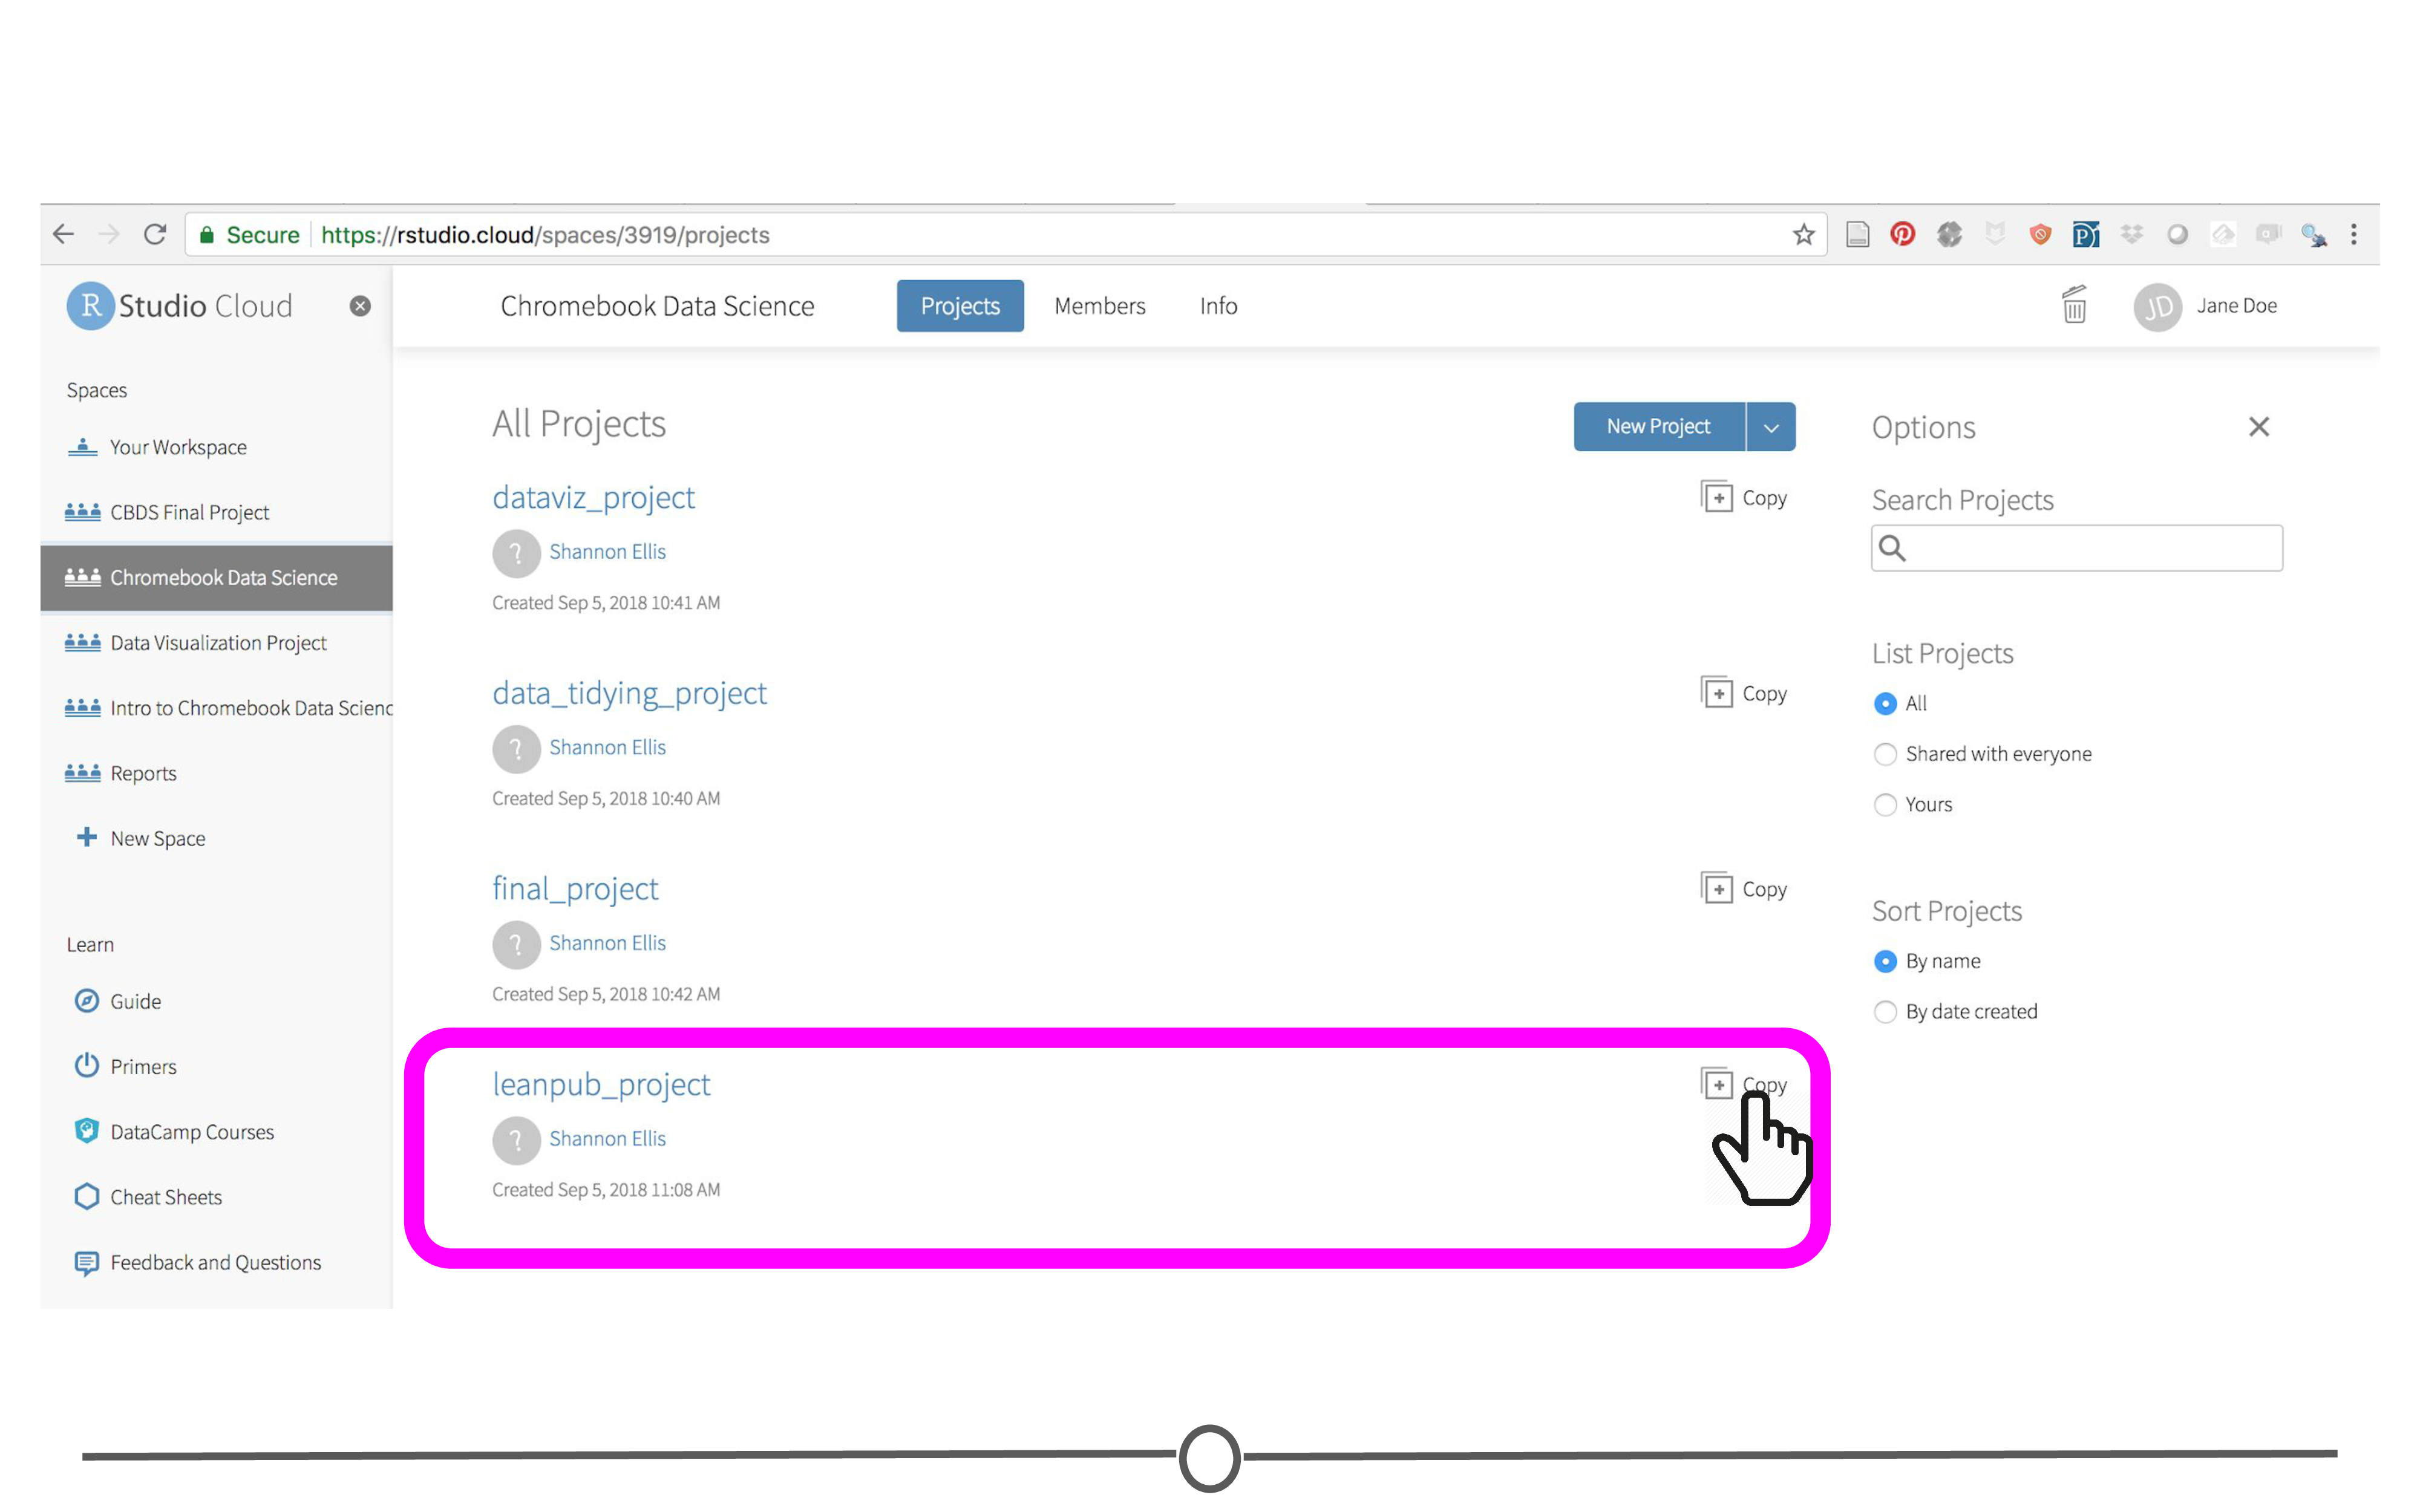 Secure https://rstudio.cloud/spaces/3919/projects
R Studio Cloud
Chromebook Data Science Projects Members Info
JD Jane Doe
Spaces
Your Workspace
CBDS Final Project
Chromebook Data Science
Data Visualization Project
Intro to Chromebook Data Scienc
Reports
New Space
Learn
Guide
Primers
DataCamp Courses
Cheat Sheets
Feedback and Questions
All Projects
New Project
dataviz_project
Copy
? Shannon Ellis
Created Sep 5, 2018 10:41 AM
data_tidying_project
Copy
? Shannon Ellis
Created Sep 5, 2018 10:40 AM
final_project
Copy
? Shannon Ellis
Created Sep 5, 2018 10:42 AM
leanpub_project
Copy
? Shannon Ellis
Created Sep 5, 2018 11:08 AM
Options
Search Projects
List Projects
All
Shared with everyone
Yours
Sort Projects
By name
By date created